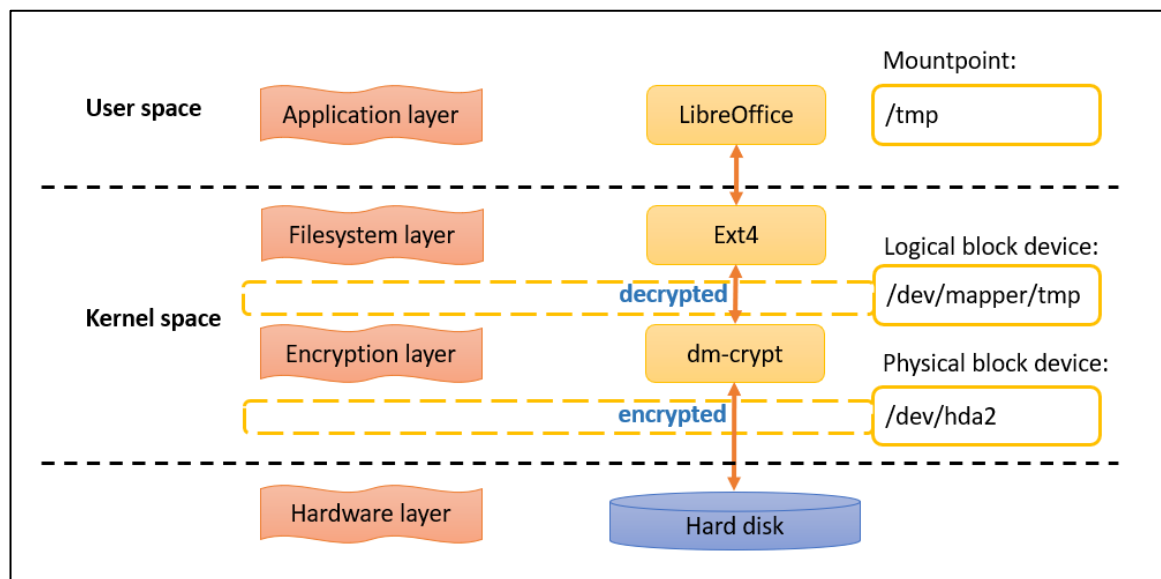 Mountpoint:
User space
Application layer
LibreOffice
/tmp
Filesystem layer
Ext4
Logical block device:
decrypted
/dev/mapper/tmp
Kernel space
Encryption layer
dm-crypt
Physical block device:
encrypted
/dev/hda2
Hardware layer
Hard disk